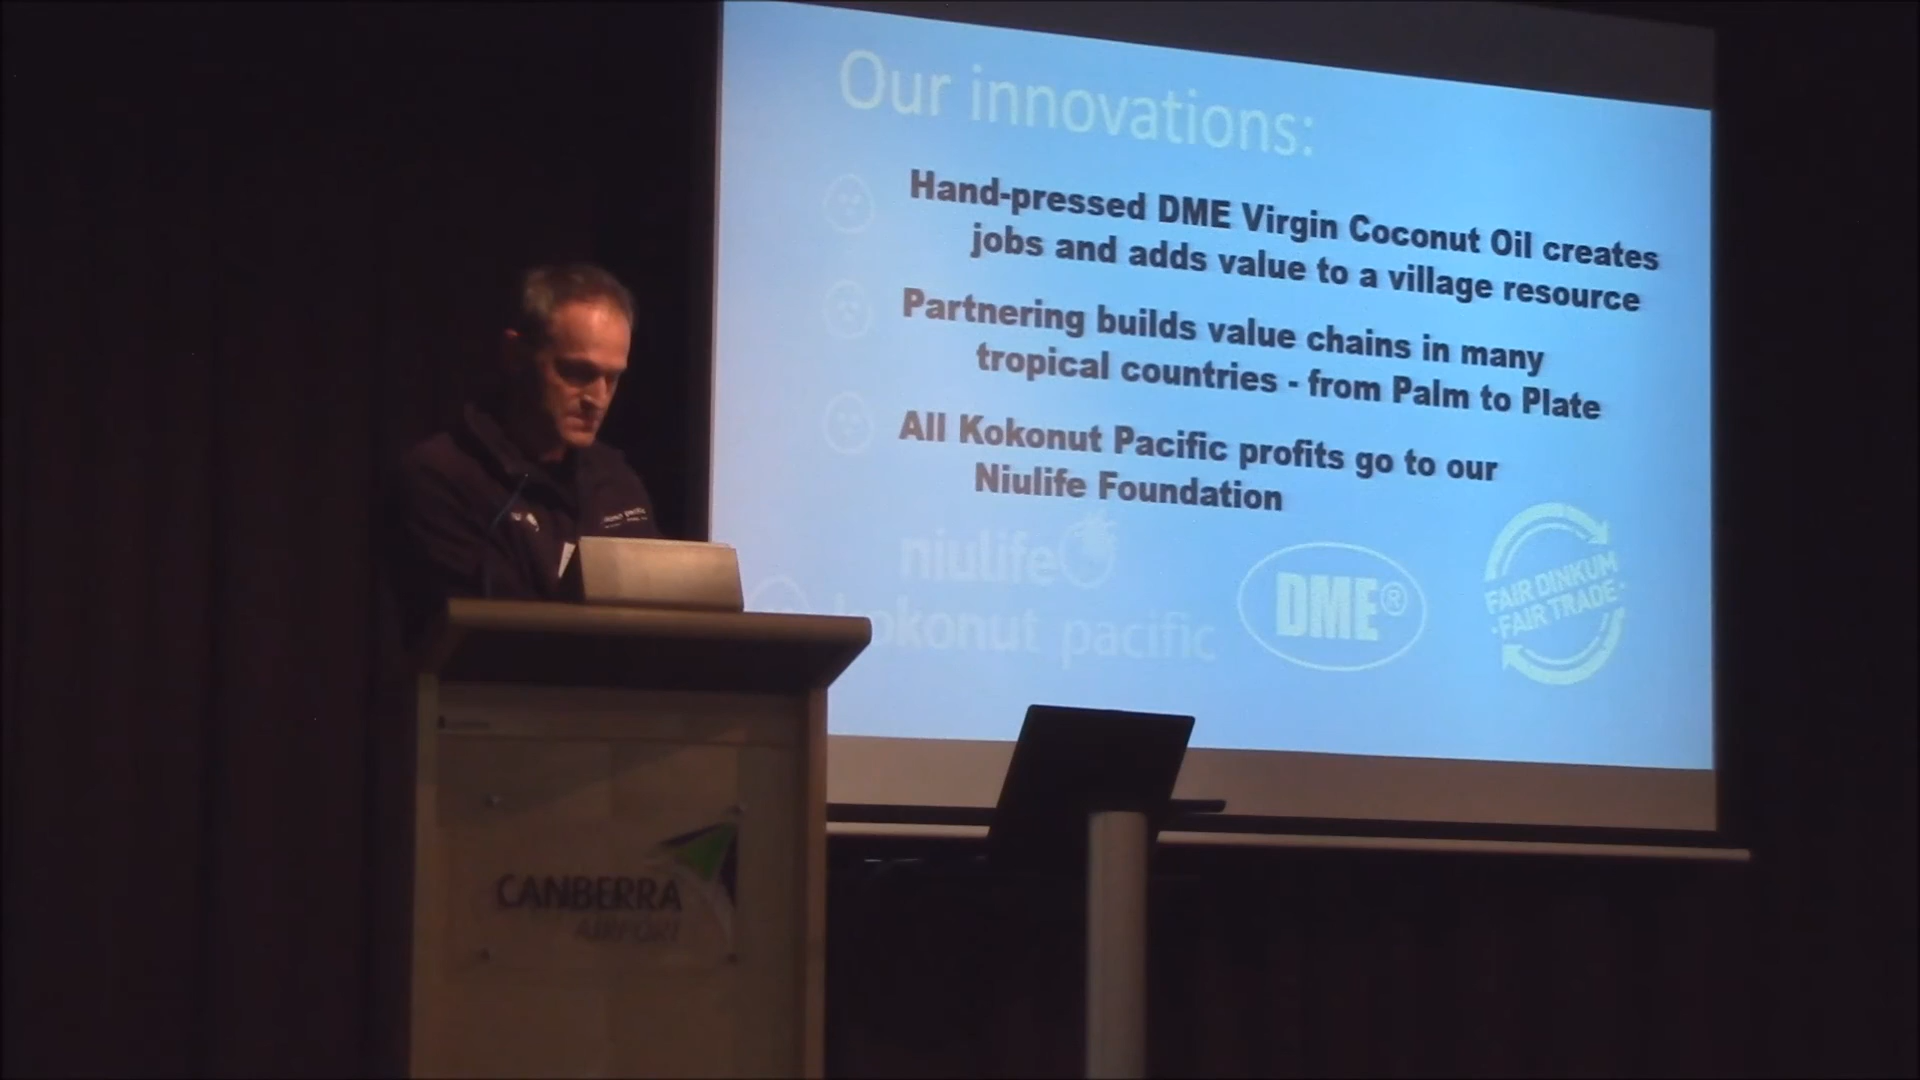 Our innovations:
Hand-pressed DME Virgin Coconut Oil creates
jobs and adds value to a village resource
Partnering builds value chains in many
tropical countries - from Palm to Plate
All Kokonut Pacific profits go to our
Niulife Foundation
niulife
kokonut pacific
DME®
FAIR DINKUM
·FAIR TRADE·
CANBERRA
AIRPORT